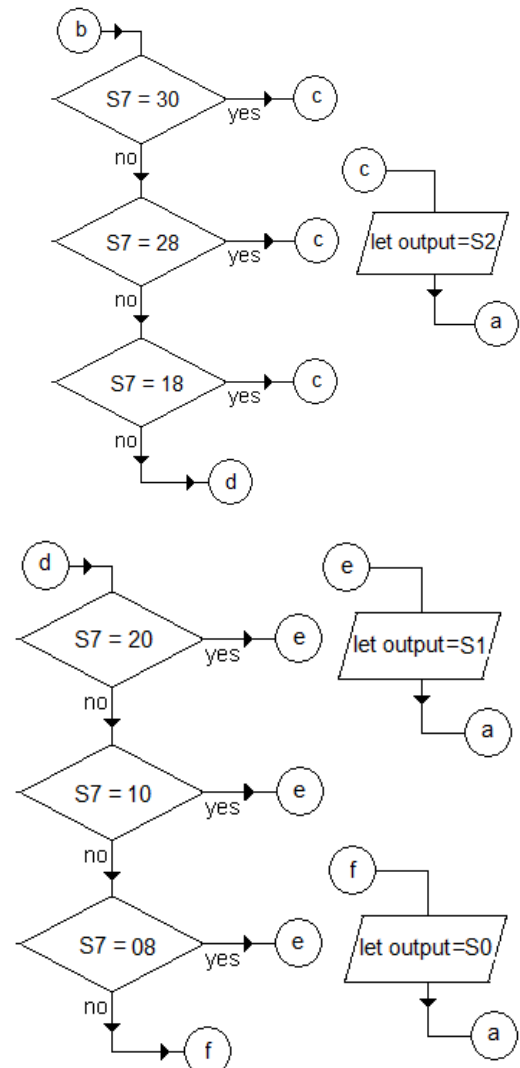 b
S7 = 30
yes
c
no
c
let output=S2
a
S7 = 28
yes
c
no
S7 = 18
yes
c
no
d
d
S7 = 20
yes
e
no
e
let output=S1
a
S7 = 10
yes
e
no
S7 = 08
yes
e
no
f
f
let output=S0
a